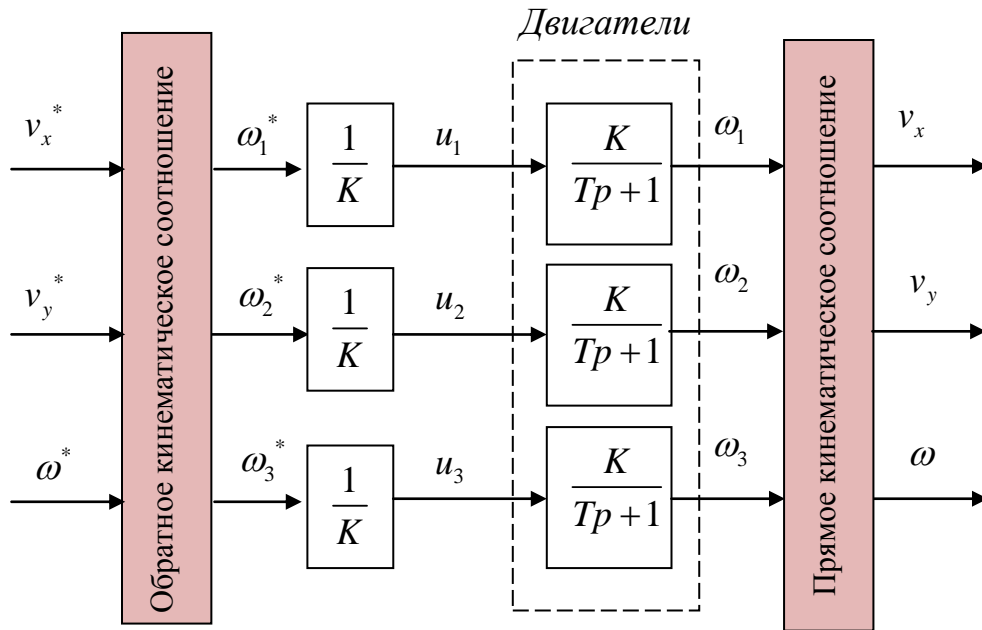 Двигатели
Обратное кинематическое соотношение
Прямое кинематическое соотношение
v_x^* ω_1^* 1/K u_1 K/(Tp+1) ω_1 v_x
v_y^* ω_2^* 1/K u_2 K/(Tp+1) ω_2 v_y
ω^* ω_3^* 1/K u_3 K/(Tp+1) ω_3 ω